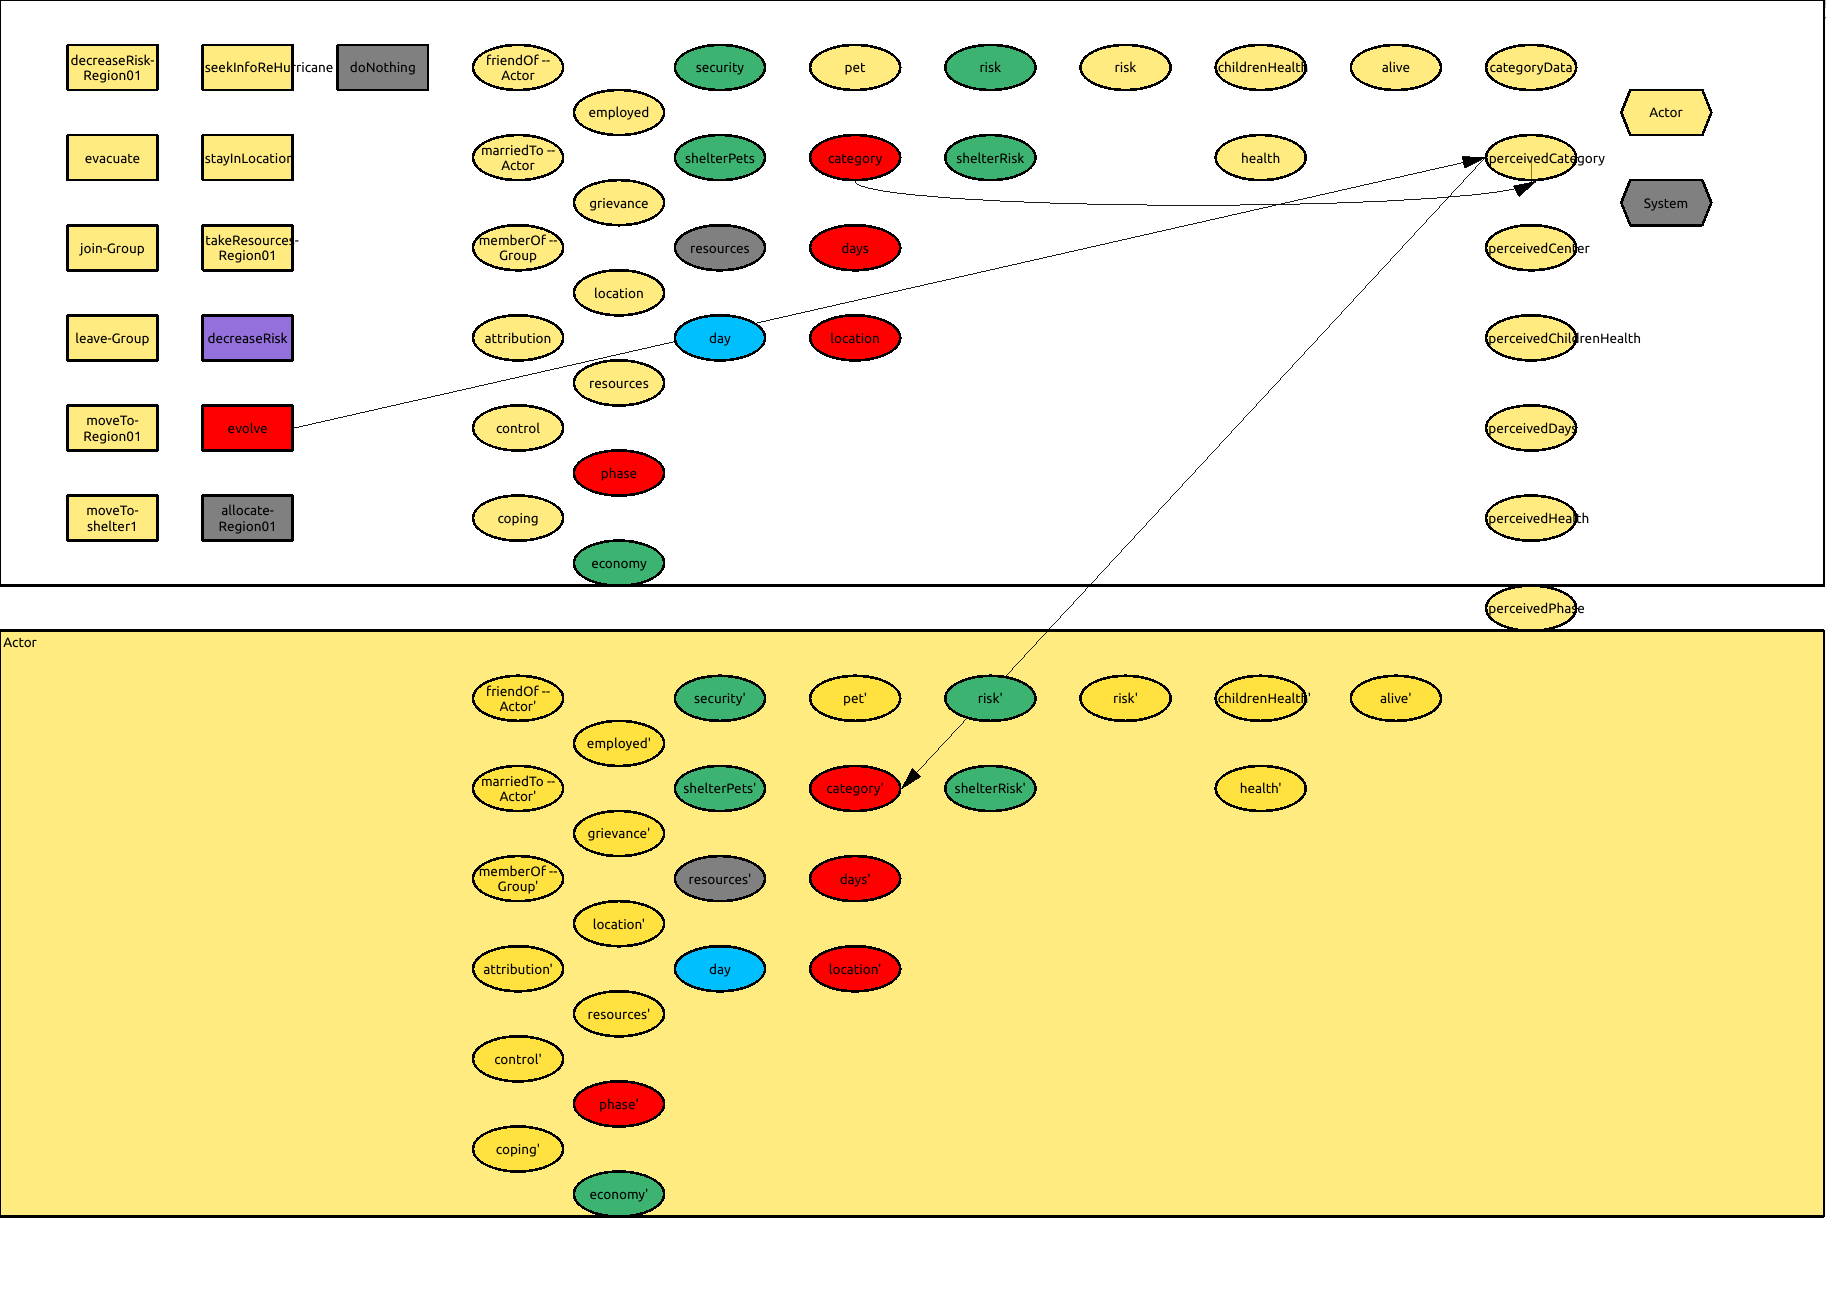 decreaseRisk-
Region01
seekInfoReHurricane
doNothing
friendOf --
Actor
security
pet
risk
risk
childrenHealth
alive
categoryData
employed
Actor
evacuate
stayInLocation
marriedTo --
Actor
shelterPets
category
shelterRisk
health
perceivedCategory
grievance
System
join-Group
takeResources-
Region01
memberOf --
Group
resources
days
perceivedCenter
location
leave-Group
decreaseRisk
attribution
day
location
perceivedChildrenHealth
resources
moveTo-
Region01
evolve
control
perceivedDays
phase
moveTo-
shelter1
allocate-
Region01
coping
perceivedHealth
economy
perceivedPhase
Actor
friendOf --
Actor'
security'
pet'
risk'
risk'
childrenHealth'
alive'
employed'
marriedTo --
Actor'
shelterPets'
category'
shelterRisk'
health'
grievance'
memberOf --
Group'
resources'
days'
location'
attribution'
day
location'
resources'
control'
phase'
coping'
economy'